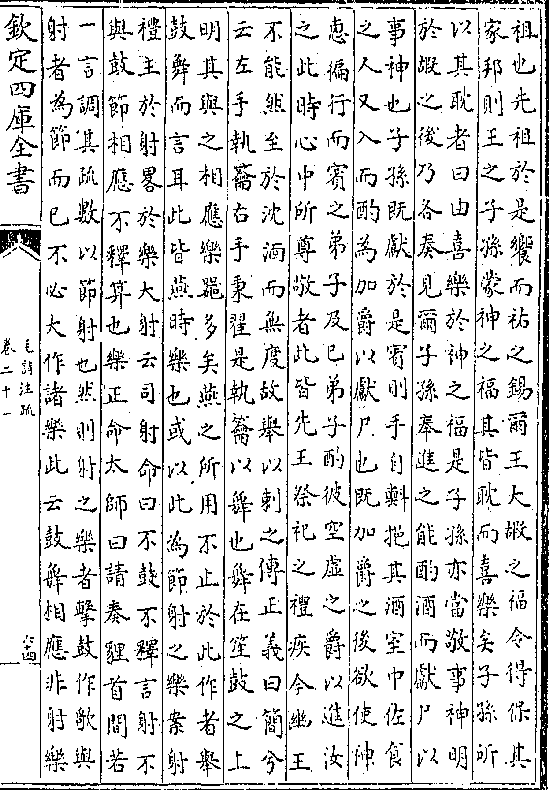 祖也先祖於是饗而祜之錫爾王大嘏之福令得保其
家邦則王之子孫蒙神之福其皆耽而喜樂矣子孫所
以其耽者曰由喜樂於神之福是子孫亦當敬事神明
於嘏之後乃各奏見爾子孫奉進之能酌酒而獻尸以
事神也子孫既獻於是賓則手自㪺挹其酒室中佐食
之人又入而酌為加爵以獻尸也既加爵之後欲使神
惠徧行而賓之弟子及已弟子酌彼空虛之爵以進汝
之此時心中所尊敬者此皆先王祭祀之禮疾今幽王
不能然至於沈湎而無度故舉以刺之傳正義曰簡兮
云左手執籥右手秉翟是執籥以舞也舞在笙鼓之上
明其與之相應樂器多矣燕之所用不止於此作者舉
鼓舞而言耳此皆燕時樂也或以此為節射之樂案射
禮主於射畧於樂大射云司射命曰不鼓不釋言射不
與鼓節相應不釋算也樂正命太師曰請奏貍首間若
一言調其疏數以節射也然則射之樂者擊鼓作歌與
射者為節而已不必大作諸樂此云鼓舞相應非射樂
欽定四庫全書
毛詩注疏
卷二十一
六十四